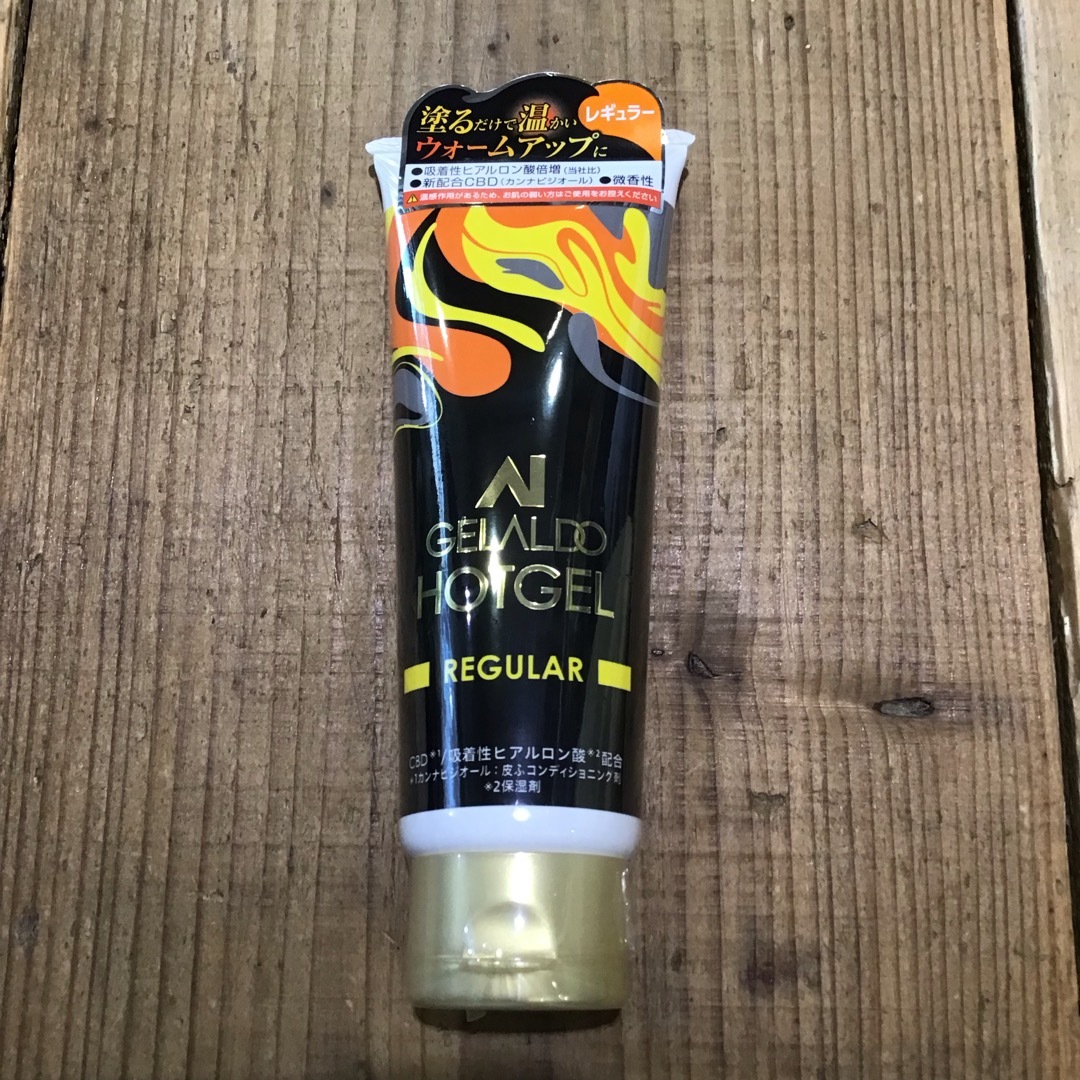 塗るだけで温かい
ウォームアップに
レギュラー
●吸着性ヒアルロン酸倍増(当社比)
●新配合CBD(カンナビジオール) ●微香性
温感作用があるため、お肌の弱い方はご使用をお控えください
GELALDO
HOTGEL
REGULAR
CBD※1/吸着性ヒアルロン酸※2配合
※1カンナビジオール:皮ふコンディショニング剤
※2保湿剤